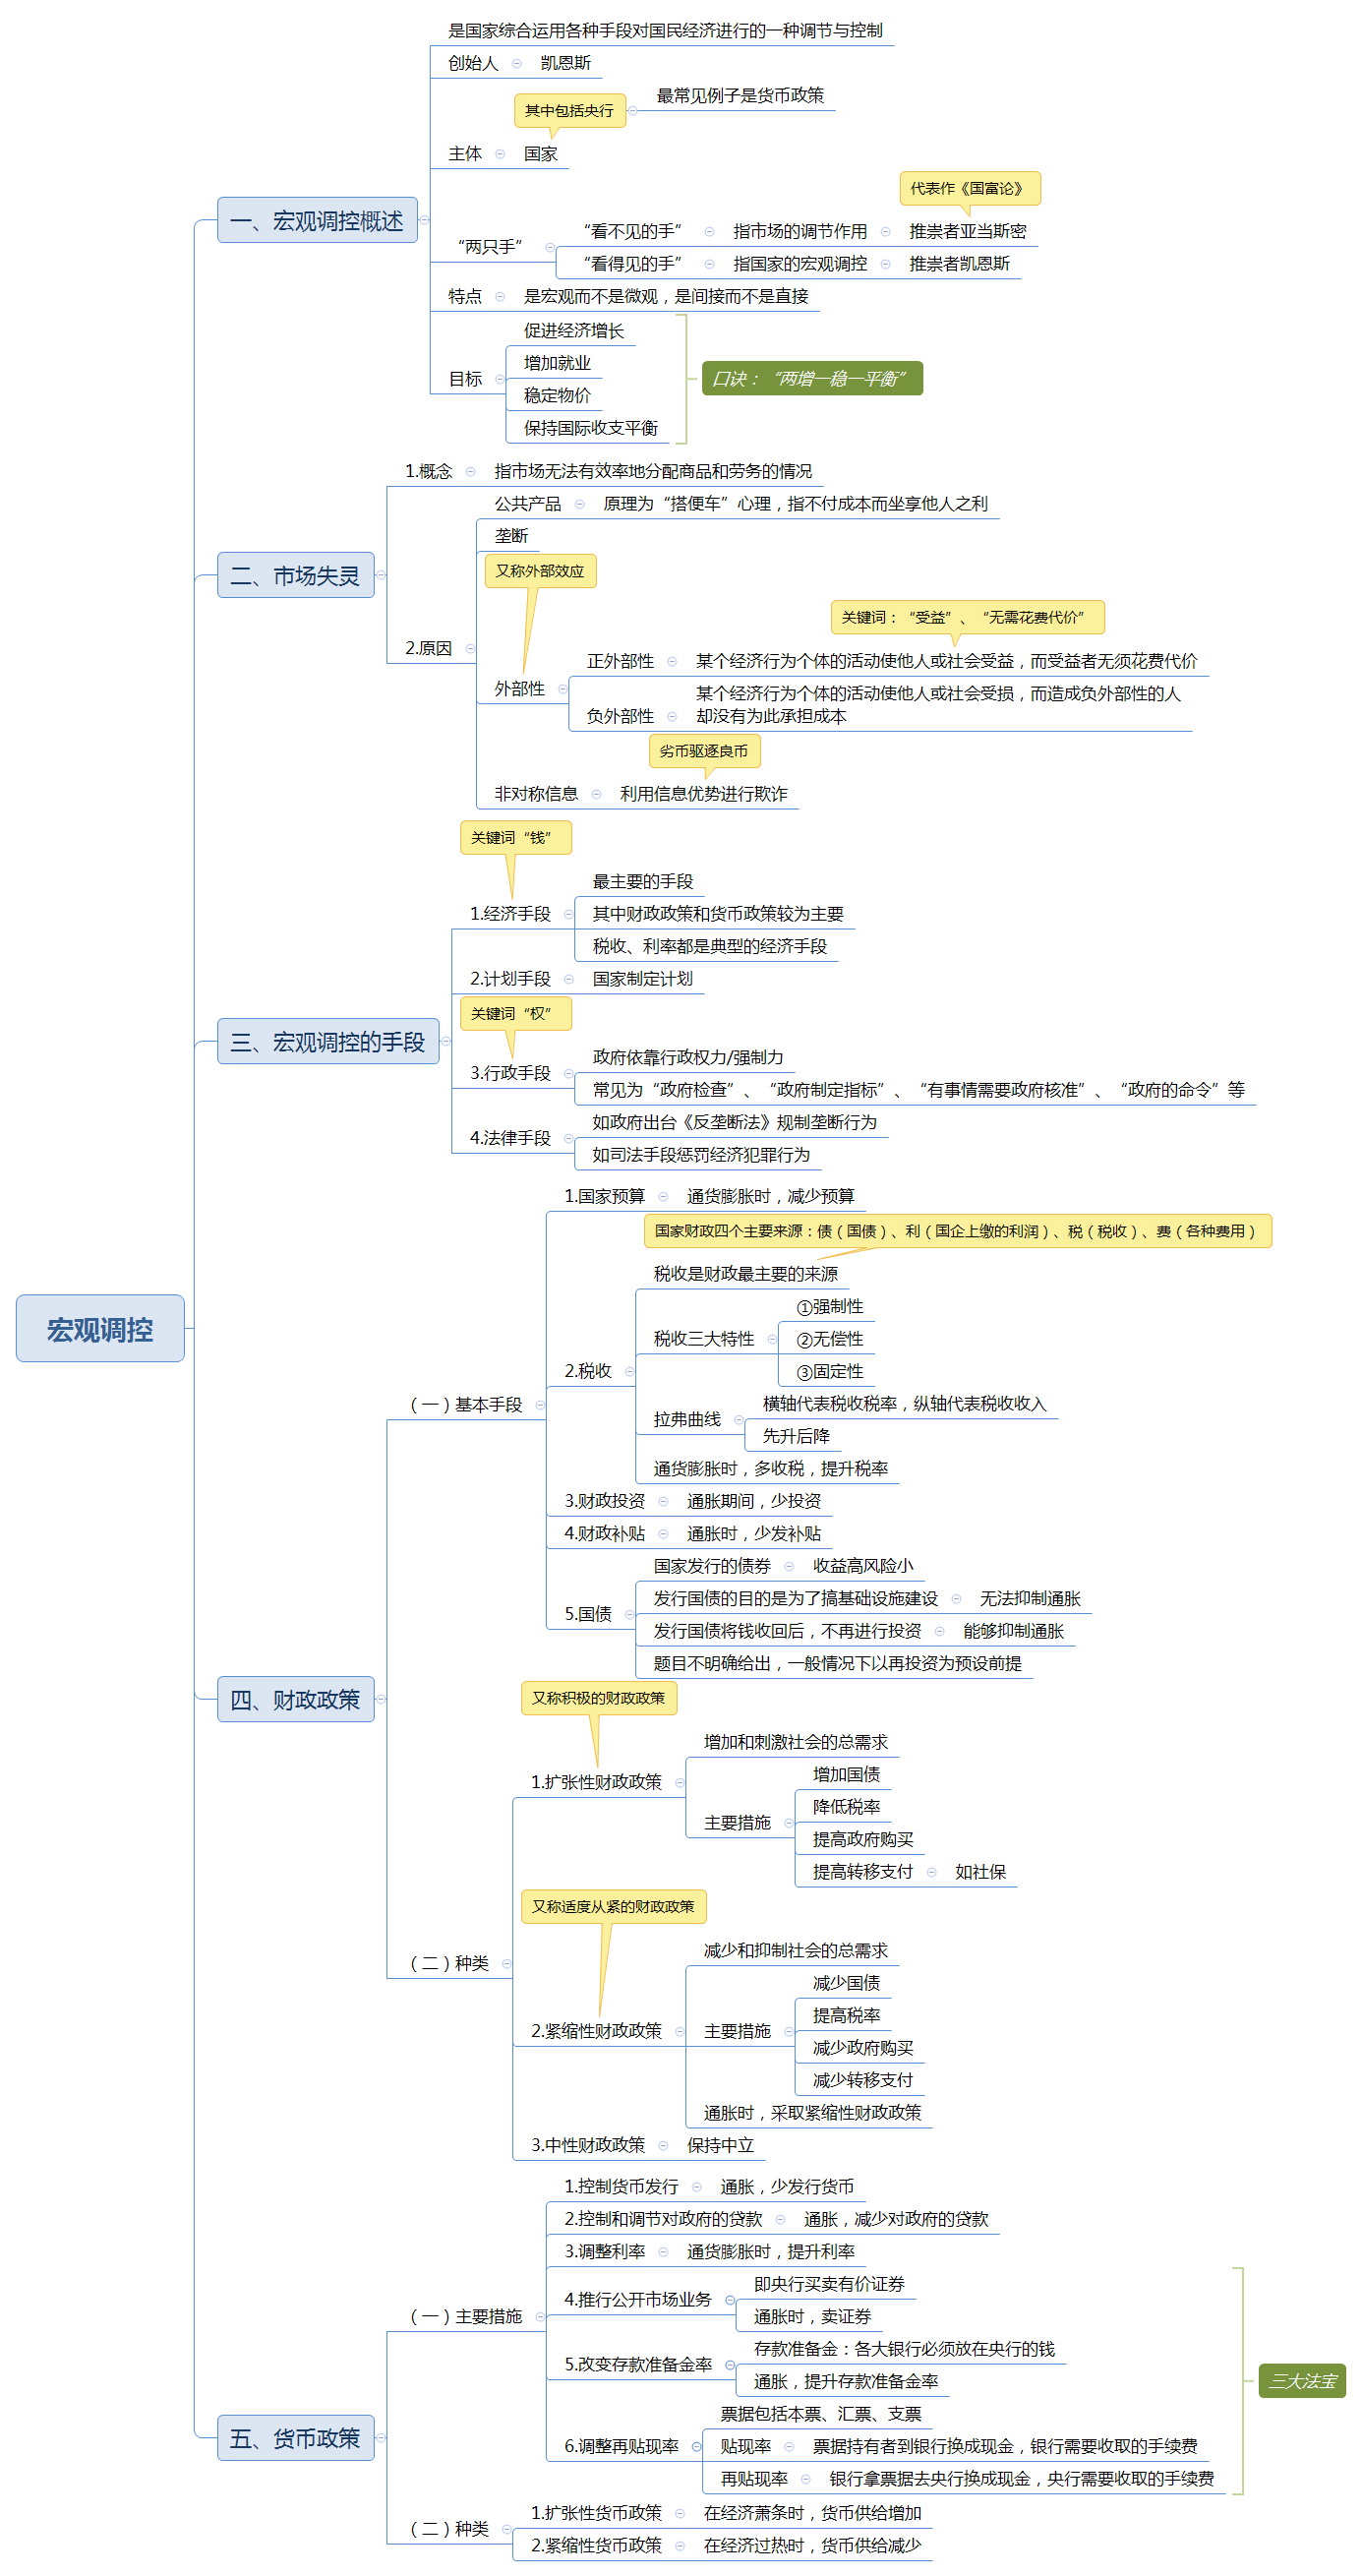 宏观调控
一、宏观调控概述
是国家综合运用各种手段对国民经济进行的一种调节与控制
创始人
凯恩斯
主体
国家
其中包括央行
最常见例子是货币政策
“两只手”
“看不见的手”
指市场的调节作用
推崇者亚当斯密
代表作《国富论》
“看得见的手”
指国家的宏观调控
推崇者凯恩斯
特点
是宏观而不是微观，是间接而不是直接
目标
促进经济增长
增加就业
稳定物价
保持国际收支平衡
口诀：“两增一稳一平衡”
二、市场失灵
1.概念
指市场无法有效率地分配商品和劳务的情况
2.原因
公共产品
原理为“搭便车”心理，指不付成本而坐享他人之利
垄断
又称外部效应
外部性
正外部性
某个经济行为个体的活动使他人或社会受益，而受益者无须花费代价
关键词：“受益”、“无需花费代价”
负外部性
某个经济行为个体的活动使他人或社会受损，而造成负外部性的人
却没有为此承担成本
非对称信息
利用信息优势进行欺诈
劣币驱逐良币
三、宏观调控的手段
关键词“钱”
1.经济手段
最主要的手段
其中财政政策和货币政策较为主要
税收、利率都是典型的经济手段
2.计划手段
国家制定计划
关键词“权”
3.行政手段
政府依靠行政权力/强制力
常见为“政府检查”、“政府制定指标”、“有事情需要政府核准”、“政府的命令”等
4.法律手段
如政府出台《反垄断法》规制垄断行为
如司法手段惩罚经济犯罪行为
四、财政政策
（一）基本手段
1.国家预算
通货膨胀时，减少预算
2.税收
国家财政四个主要来源：债（国债）、利（国企上缴的利润）、税（税收）、费（各种费用）
税收是财政最主要的来源
税收三大特性
①强制性
②无偿性
③固定性
拉弗曲线
横轴代表税收税率，纵轴代表税收收入
先升后降
通货膨胀时，多收税，提升税率
3.财政投资
通胀期间，少投资
4.财政补贴
通胀时，少发补贴
5.国债
国家发行的债券
收益高风险小
发行国债的目的是为了搞基础设施建设
无法抑制通胀
发行国债将钱收回后，不再进行投资
能够抑制通胀
题目不明确给出，一般情况下以再投资为预设前提
（二）种类
又称积极的财政政策
1.扩张性财政政策
增加和刺激社会的总需求
主要措施
增加国债
降低税率
提高政府购买
提高转移支付
如社保
又称适度从紧的财政政策
2.紧缩性财政政策
减少和抑制社会的总需求
主要措施
减少国债
提高税率
减少政府购买
减少转移支付
通胀时，采取紧缩性财政政策
3.中性财政政策
保持中立
五、货币政策
（一）主要措施
1.控制货币发行
通胀，少发行货币
2.控制和调节对政府的贷款
通胀，减少对政府的贷款
3.调整利率
通货膨胀时，提升利率
4.推行公开市场业务
即央行买卖有价证券
通胀时，卖证券
5.改变存款准备金率
存款准备金：各大银行必须放在央行的钱
通胀，提升存款准备金率
6.调整再贴现率
票据包括本票、汇票、支票
贴现率
票据持有者到银行换成现金，银行需要收取的手续费
再贴现率
银行拿票据去央行换成现金，央行需要收取的手续费
三大法宝
（二）种类
1.扩张性货币政策
在经济萧条时，货币供给增加
2.紧缩性货币政策
在经济过热时，货币供给减少